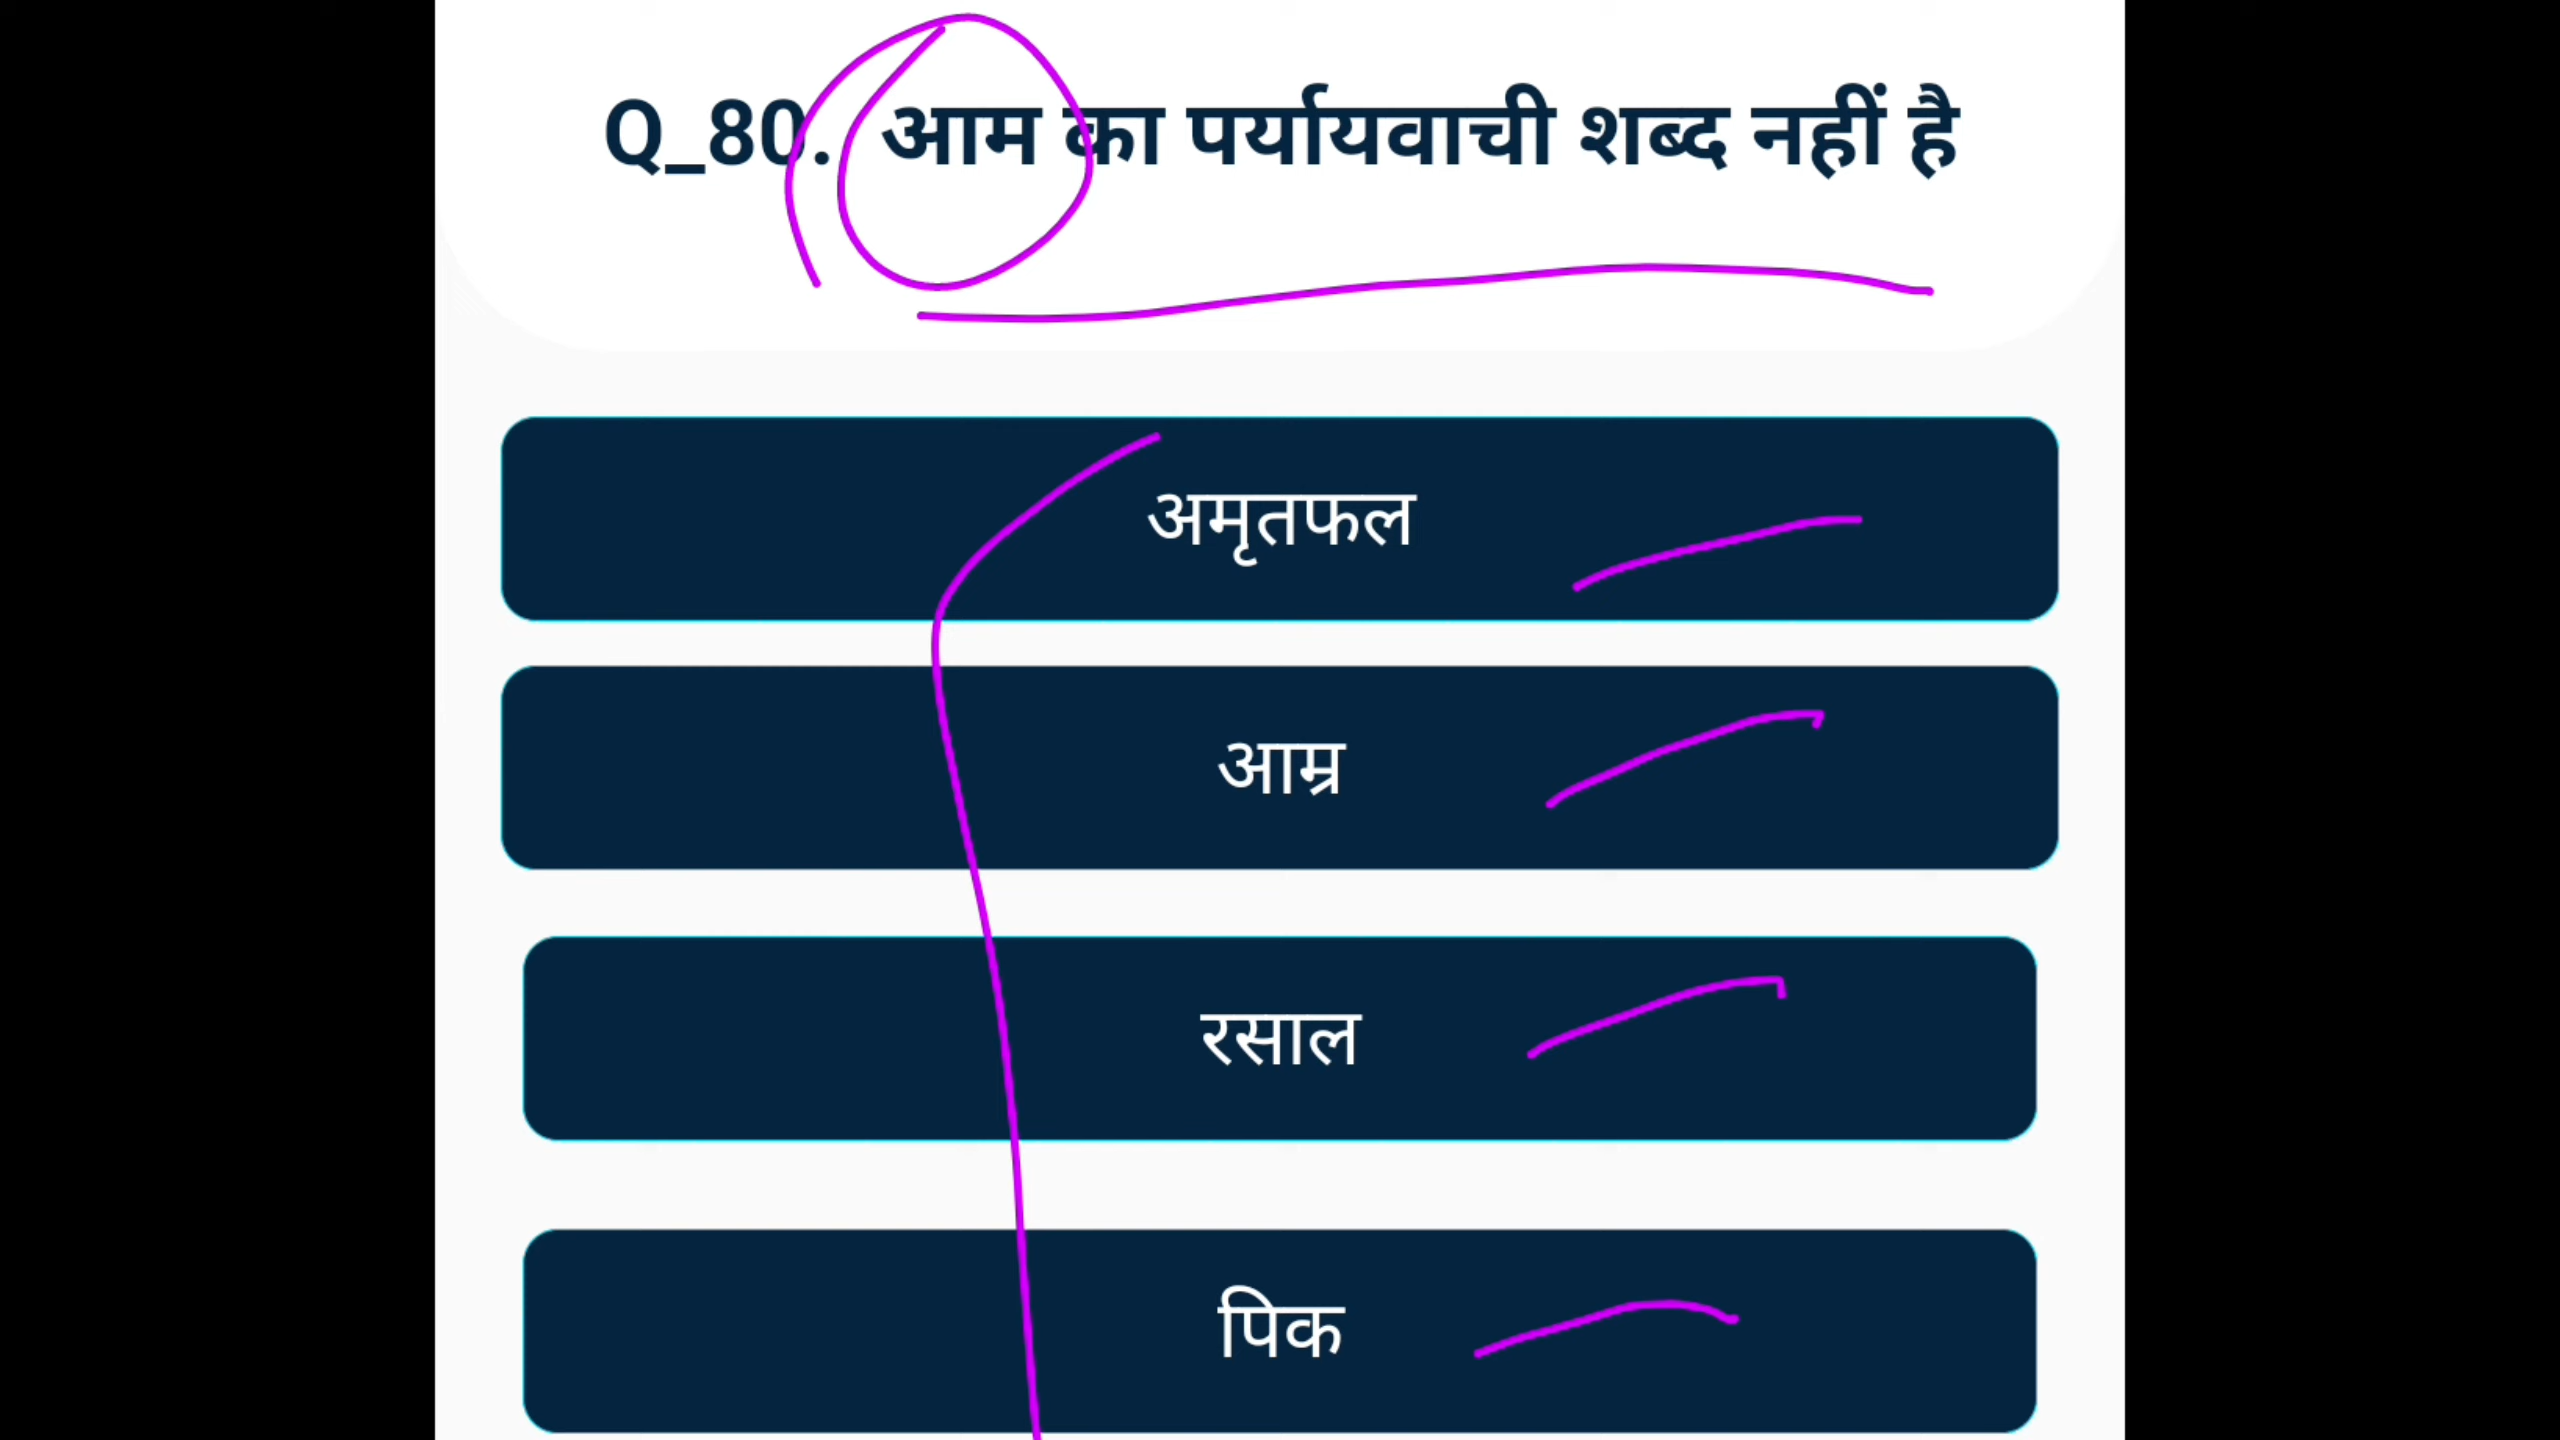 Q_80. आम का पर्यायवाची शब्द नहीं है
अमृतफल
आम्र
रसाल
पिक